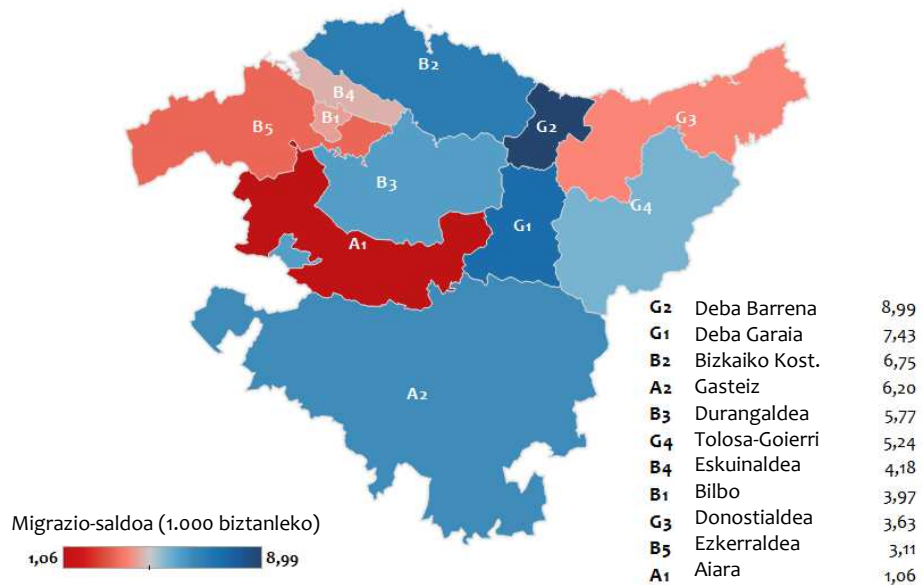 B2
B4
B1
B5
G2
G3
B3
G4
A1
G1
A2
G2 Deba Barrena 8,99
G1 Deba Garaia 7,43
B2 Bizkaiko Kost. 6,75
A2 Gasteiz 6,20
B3 Durangaldea 5,77
G4 Tolosa-Goierri 5,24
B4 Eskuinaldea 4,18
B1 Bilbo 3,97
G3 Donostialdea 3,63
B5 Ezkerraldea 3,11
A1 Aiara 1,06
Migrazio-saldoa (1.000 biztanleko)
1,06 8,99